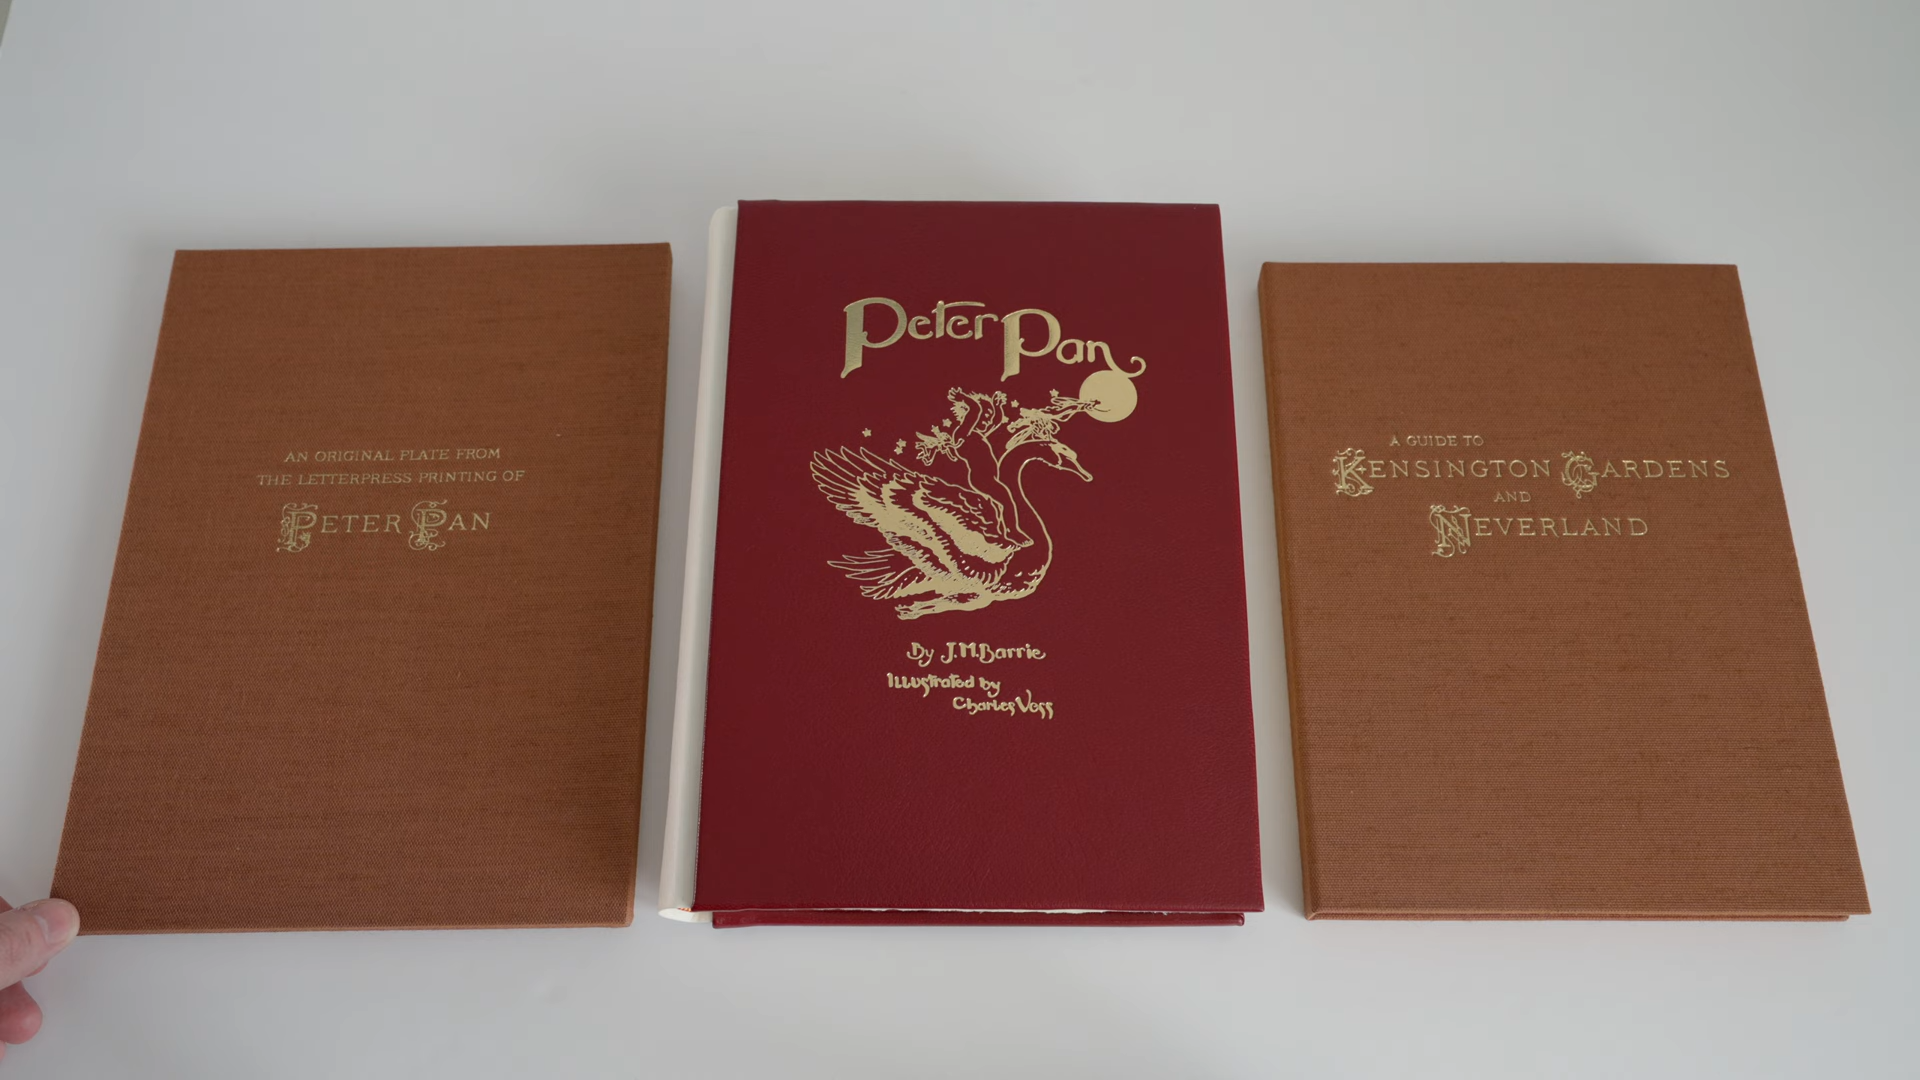 AN ORIGINAL PLATE FROM
THE LETTERPRESS PRINTING OF
PETER PAN
Peter Pan
By J.M.Barrie
Illustrated by
Charles Vess
A GUIDE TO
KENSINGTON GARDENS
AND
NEVERLAND